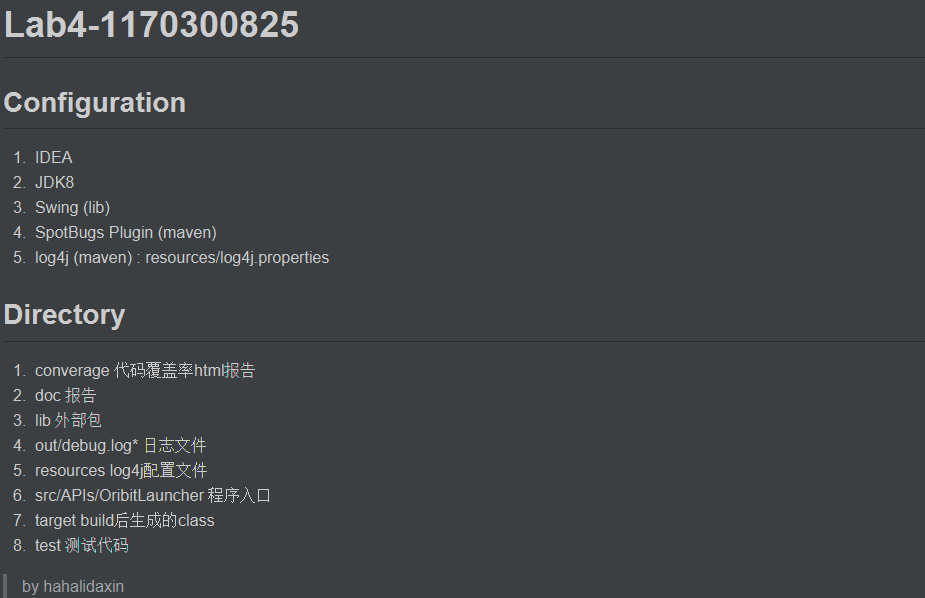 Lab4-1170300825
Configuration
1. IDEA
2. JDK8
3. Swing (lib)
4. SpotBugs Plugin (maven)
5. log4j (maven) : resources/log4j.properties
Directory
1. converage 代码覆盖率html报告
2. doc 报告
3. lib 外部包
4. out/debug.log* 日志文件
5. resources log4j配置文件
6. src/APIs/OribitLauncher 程序入口
7. target build后生成的class
8. test 测试代码
by hahalidaxin